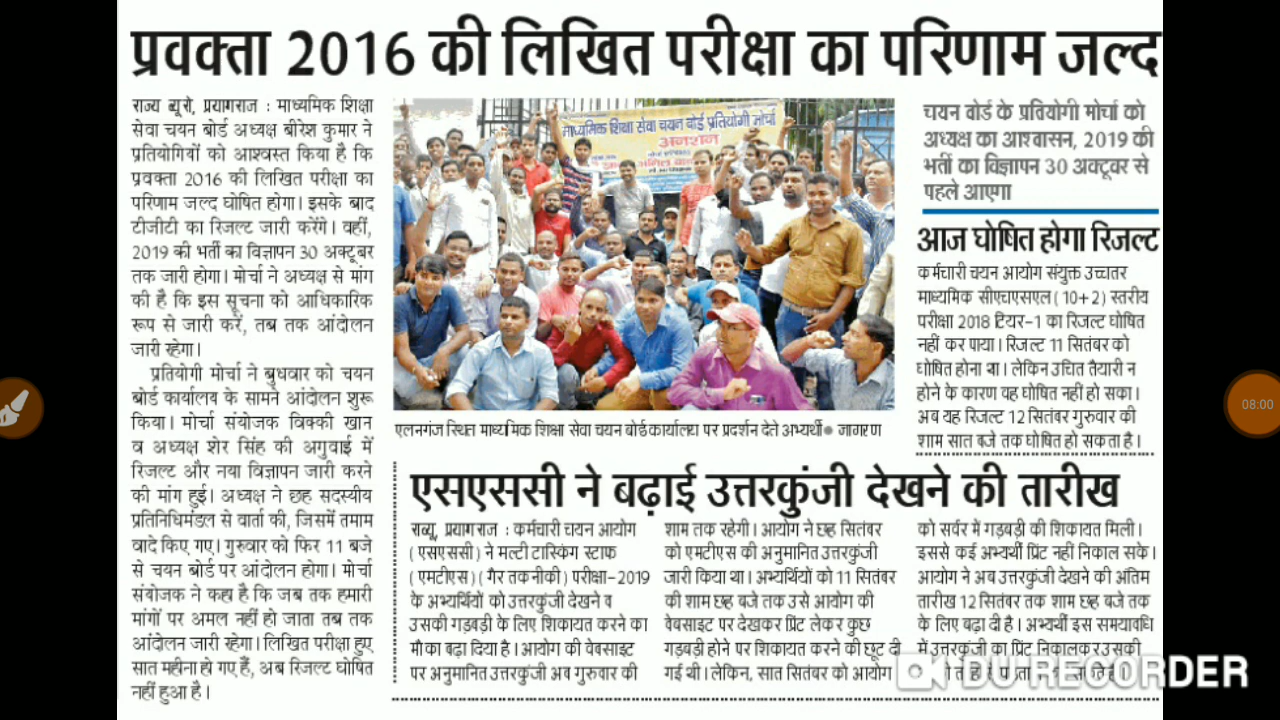 प्रवक्ता 2016 की लिखित परीक्षा का परिणाम जल्द
राज्य ब्यूरो, प्रयागराज : माध्यमिक शिक्षा
सेवा चयन बोर्ड अध्यक्ष बीरेश कुमार ने
प्रतियोगियों को आश्वस्त किया है कि
प्रवक्ता 2016 की लिखित परीक्षा का
परिणाम जल्द घोषित होगा। इसके बाद
टीजीटी का रिजल्ट जारी करेंगे। वहीं,
2019 की भर्ती का विज्ञापन 30 अक्टूबर
तक जारी होगा। मोर्चा ने अध्यक्ष से मांग
की है कि इस सूचना को आधिकारिक
रूप से जारी करें, तब तक आंदोलन
जारी रहेगा।
प्रतियोगी मोर्चा ने बुधवार को चयन
बोर्ड कार्यालय के सामने आंदोलन शुरू
किया। मोर्चा संयोजक विक्की खान
व अध्यक्ष शेर सिंह की अगुवाई में
रिजल्ट और नया विज्ञापन जारी करने
की मांग हुई। अध्यक्ष ने छह सदस्यीय
प्रतिनिधिमंडल से वार्ता की, जिसमें तमाम
वादे किए गए। गुरुवार को फिर 11 बजे
से चयन बोर्ड पर आंदोलन होगा। मोर्चा
संयोजक ने कहा है कि जब तक हमारी
मांगों पर अमल नहीं हो जाता तब तक
आंदोलन जारी रहेगा। लिखित परीक्षा हुए
सात महीना हो गए हैं, अब रिजल्ट घोषित
नहीं हुआ है।
माध्यमिक शिक्षा सेवा चयन बोर्ड प्रतियोगी मोर्चा
अनशन
एलनगंज स्थित माध्यमिक शिक्षा सेवा चयन बोर्ड कार्यालय पर प्रदर्शन देते अभ्यर्थी ● जागरण
चयन बोर्ड के प्रतियोगी मोर्चा को
अध्यक्ष का आश्वासन, 2019 की
भर्ती का विज्ञापन 30 अक्टूबर से
पहले आएगा
आज घोषित होगा रिजल्ट
कर्मचारी चयन आयोग संयुक्त उच्चतर
माध्यमिक सीएचएसएल (10+2) स्तरीय
परीक्षा 2018 टियर-1 का रिजल्ट घोषित
नहीं कर पाया। रिजल्ट 11 सितंबर को
घोषित होना था। लेकिन उचित तैयारी न
होने के कारण वह घोषित नहीं हो सका।
अब यह रिजल्ट 12 सितंबर गुरुवार की
शाम सात बजे तक घोषित हो सकता है।
एसएससी ने बढ़ाई उत्तरकुंजी देखने की तारीख
राब्यू, प्रयागराज : कर्मचारी चयन आयोग
(एसएससी) ने मल्टी टास्किंग स्टाफ
(एमटीएस) (गैर तकनीकी) परीक्षा-2019
के अभ्यर्थियों को उत्तरकुंजी देखने व
उसकी गड़बड़ी के लिए शिकायत करने का
मौका बढ़ा दिया है। आयोग की वेबसाइट
पर अनुमानित उत्तरकुंजी अब गुरुवार की
शाम तक रहेगी। आयोग ने छह सितंबर
को एमटीएस की अनुमानित उत्तरकुंजी
जारी किया था। अभ्यर्थियों को 11 सितंबर
की शाम छह बजे तक उसे आयोग की
वेबसाइट पर देखकर प्रिंट लेकर कुछ
गड़बड़ी होने पर शिकायत करने की छूट दी
गई थी। लेकिन, सात सितंबर को आयोग
को सर्वर में गड़बड़ी की शिकायत मिली।
इससे कई अभ्यर्थी प्रिंट नहीं निकाल सके।
आयोग ने अब उत्तरकुंजी देखने की अंतिम
तारीख 12 सितंबर तक शाम छह बजे तक
के लिए बढ़ा दी है। अभ्यर्थी इस समयावधि
में उत्तरकुंजी का प्रिंट निकालकर उसकी
08:00
DU RECORDER